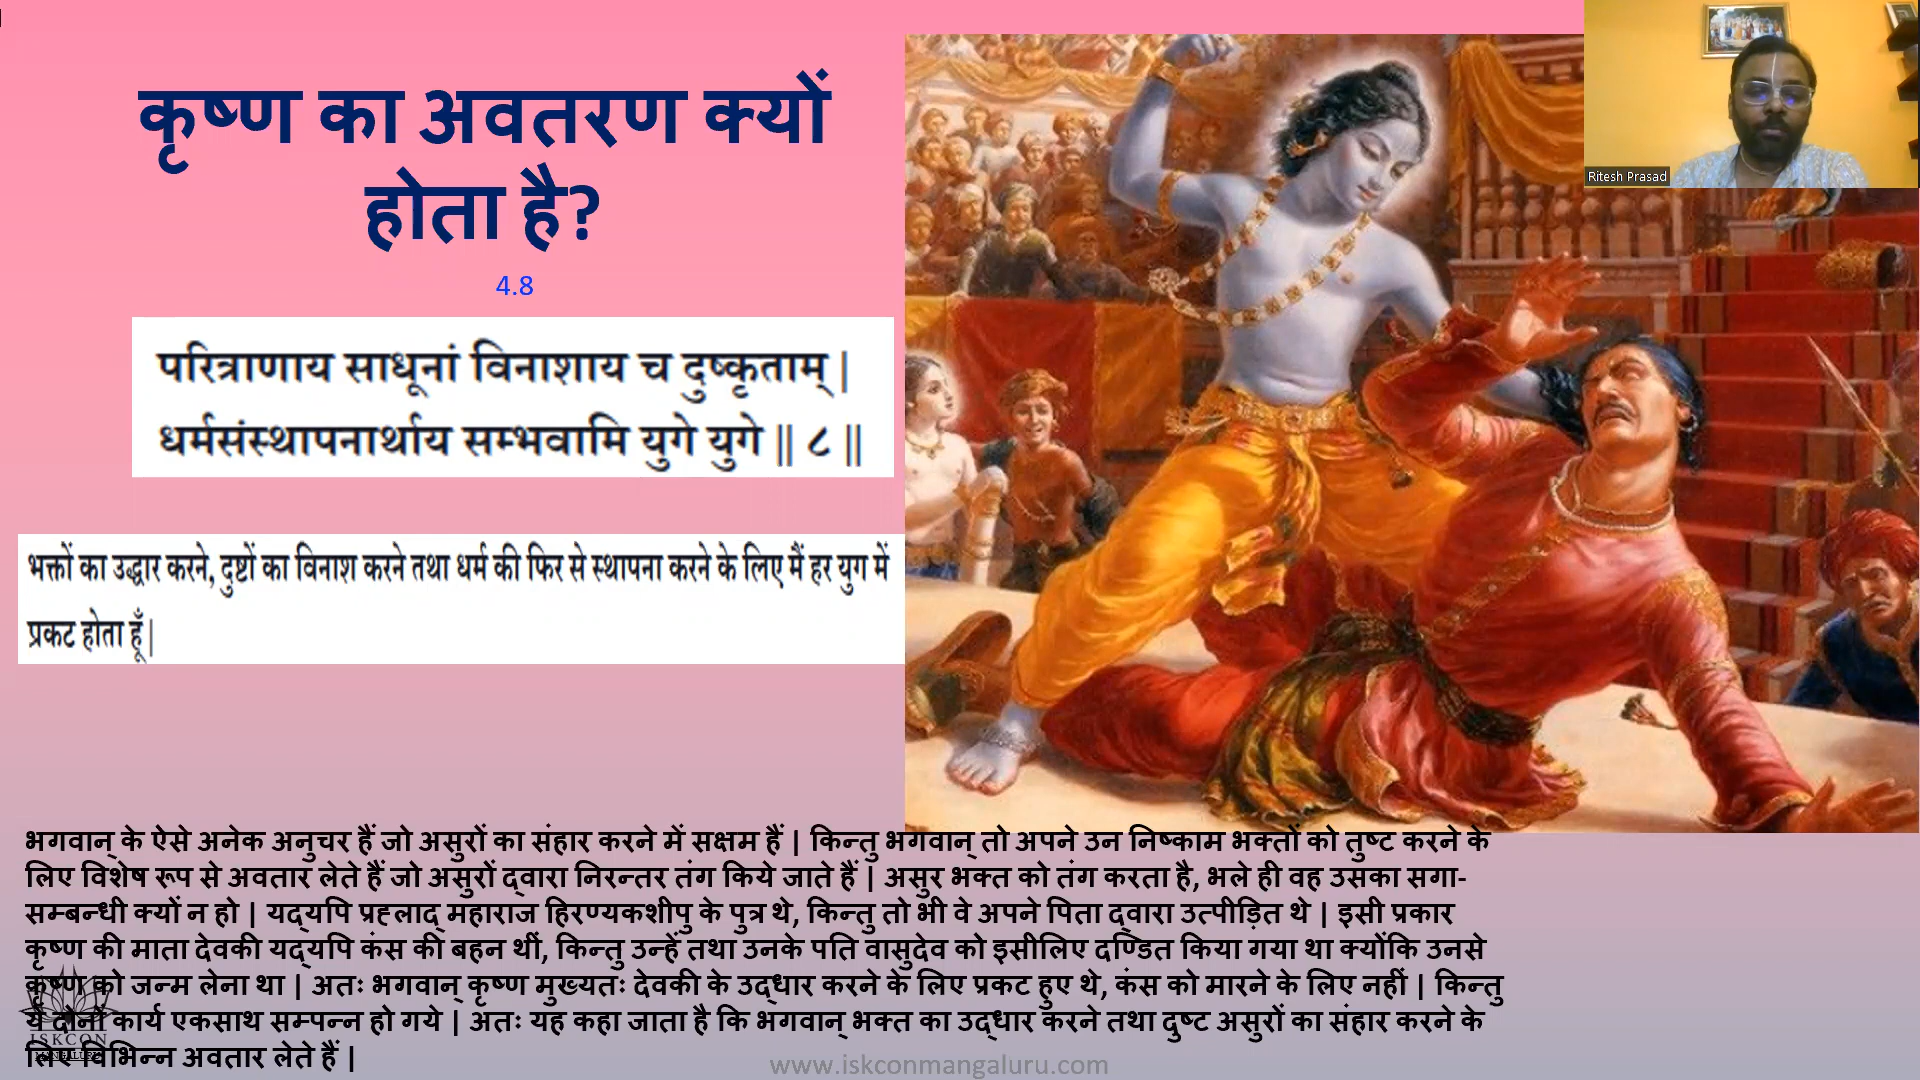 कृष्ण का अवतरण क्यों
होता है?
4.8
परित्राणाय साधूनां विनाशाय च दुष्कृताम् |
धर्मसंस्थापनार्थाय सम्भवामि युगे युगे || ८ ||
भक्तों का उद्धार करने, दुष्टों का विनाश करने तथा धर्म की फिर से स्थापना करने के लिए मैं हर युग में
प्रकट होता हूँ |
Ritesh Prasad
भगवान् के ऐसे अनेक अनुचर हैं जो असुरों का संहार करने में सक्षम हैं | किन्तु भगवान् तो अपने उन निष्काम भक्तों को तुष्ट करने के
लिए विशेष रूप से अवतार लेते हैं जो असुरों द्वारा निरन्तर तंग किये जाते हैं | असुर भक्त को तंग करता है, भले ही वह उसका सगा-
सम्बन्धी क्यों न हो | यद्यपि प्रह्लाद् महाराज हिरण्यकशीपु के पुत्र थे, किन्तु तो भी वे अपने पिता द्वारा उत्पीड़ित थे | इसी प्रकार
कृष्ण की माता देवकी यद्यपि कंस की बहन थीं, किन्तु उन्हें तथा उनके पति वासुदेव को इसीलिए दण्डित किया गया था क्योंकि उनसे
कृष्ण को जन्म लेना था | अतः भगवान् कृष्ण मुख्यतः देवकी के उद्धार करने के लिए प्रकट हुए थे, कंस को मारने के लिए नहीं | किन्तु
ये दोनों कार्य एकसाथ सम्पन्न हो गये | अतः यह कहा जाता है कि भगवान् भक्त का उद्धार करने तथा दुष्ट असुरों का संहार करने के
लिए विभिन्न अवतार लेते हैं |
ISKCON
MANGALURU
www.iskconmangaluru.com